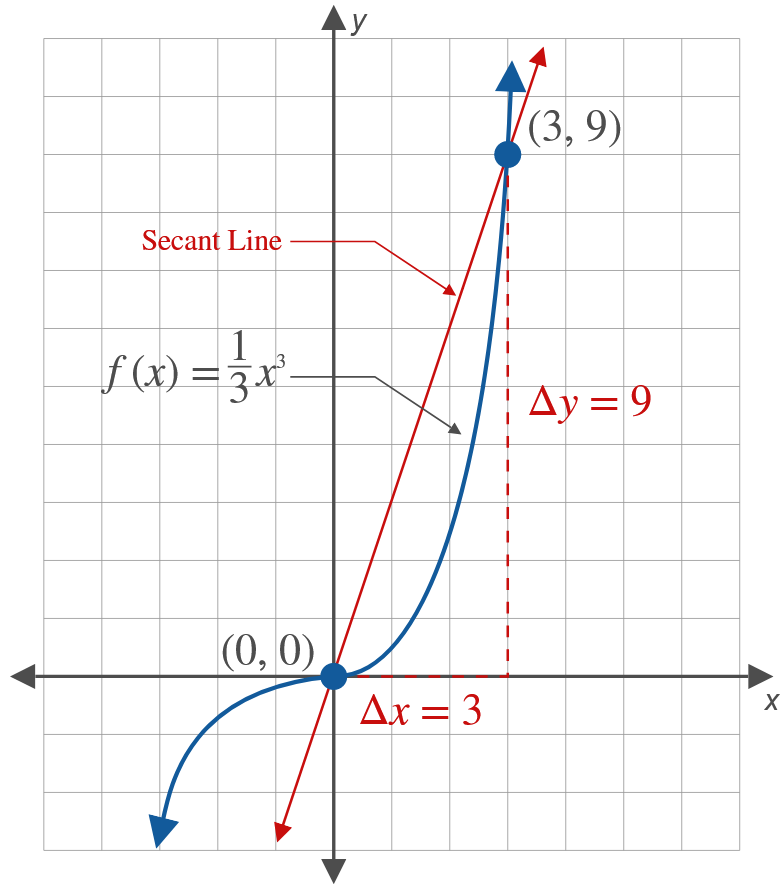 y
(3, 9)
Secant Line
f(x) = 1/3 x³
Δy = 9
(0, 0)
x
Δx = 3